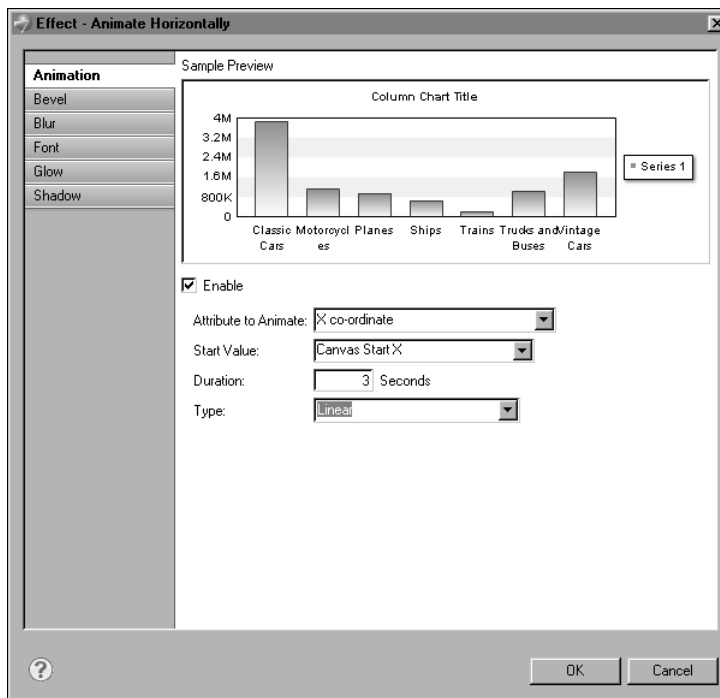 Effect - Animate Horizontally
Animation
Bevel
Blur
Font
Glow
Shadow
Sample Preview
Column Chart Title
4M
3.2M
2.4M
1.6M
800K
0
Classic Cars
Motorcycl es
Planes
Ships
Trains
Trucks and Buses
Vintage Cars
Series 1
Enable
Attribute to Animate: X co-ordinate
Start Value: Canvas Start X
Duration: 3 Seconds
Type: Linear
?
OK Cancel